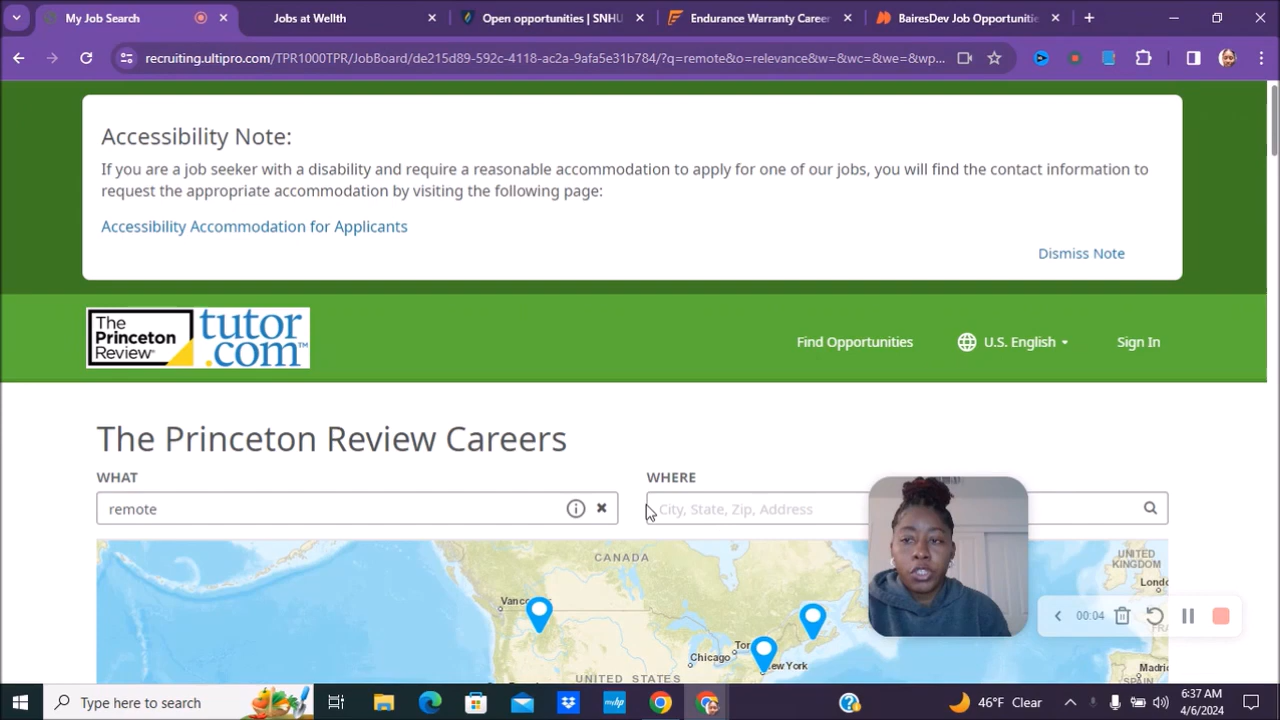 My Job Search
Jobs at Wellth
Open opportunities | SNHU
Endurance Warranty Career
BairesDev Job Opportunitie
recruiting.ultipro.com/TPR1000TPR/JobBoard/de215d89-592c-4118-ac2a-9afa5e31b784/?q=remote&o=relevance&w=&wc=&we=&wp...
Accessibility Note:
If you are a job seeker with a disability and require a reasonable accommodation to apply for one of our jobs, you will find the contact information to
request the appropriate accommodation by visiting the following page:
Accessibility Accommodation for Applicants
Dismiss Note
The Princeton Review
tutor.com™
Find Opportunities
U.S. English
Sign In
The Princeton Review Careers
WHAT
WHERE
remote
City, State, Zip, Address
CANADA
UNITED KINGDOM
Londo
Vanc
Tor
Chicago
ew York
UNITED STATES
Madri
SPAIN
00:04
Type here to search
46°F Clear
6:37 AM
4/6/2024